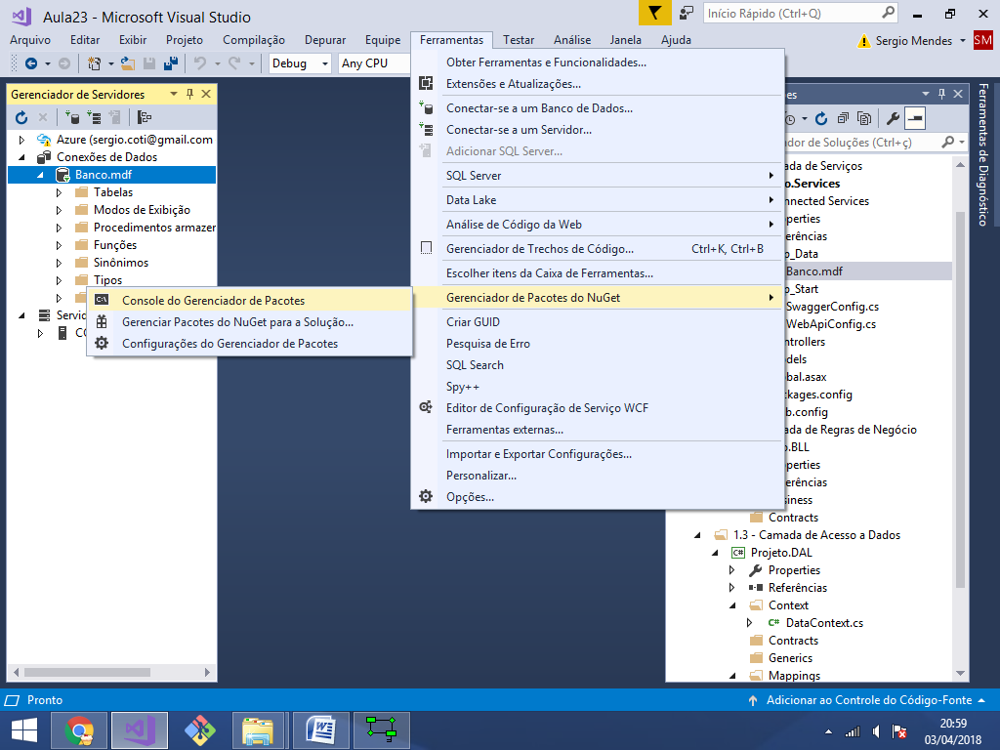 Aula23 - Microsoft Visual Studio
Início Rápido (Ctrl+Q)
Arquivo Editar Exibir Projeto Compilação Depurar Equipe Ferramentas Testar Análise Janela Ajuda
Sergio Mendes SM
Debug Any CPU
Gerenciador de Servidores
Azure (sergio.coti@gmail.com
Conexões de Dados
Banco.mdf
Tabelas
Modos de Exibição
Procedimentos armazer
Funções
Sinônimos
Tipos
Servid
Console do Gerenciador de Pacotes
Gerenciar Pacotes do NuGet para a Solução...
Configurações do Gerenciador de Pacotes
Obter Ferramentas e Funcionalidades...
Extensões e Atualizações...
Conectar-se a um Banco de Dados...
Conectar-se a um Servidor...
Adicionar SQL Server...
SQL Server
Data Lake
Análise de Código da Web
Gerenciador de Trechos de Código... Ctrl+K, Ctrl+B
Escolher itens da Caixa de Ferramentas...
Gerenciador de Pacotes do NuGet
Criar GUID
Pesquisa de Erro
SQL Search
Spy++
Editor de Configuração de Serviço WCF
Ferramentas externas...
Importar e Exportar Configurações...
Personalizar...
Opções...
es
dor de Soluções (Ctrl+ç)
da de Serviços
o.Services
nnected Services
perties
erências
p_Data
Banco.mdf
p_Start
SwaggerConfig.cs
WebApiConfig.cs
ntrollers
dels
bal.asax
ckages.config
b.config
ada de Regras de Negócio
o.BLL
perties
erências
siness
Contracts
1.3 - Camada de Acesso a Dados
C# Projeto.DAL
Properties
Referências
Context
C# DataContext.cs
Contracts
Generics
Mappings
Ferramentas de Diagnóstico
Pronto
Adicionar ao Controle do Código-Fonte
20:59
03/04/2018